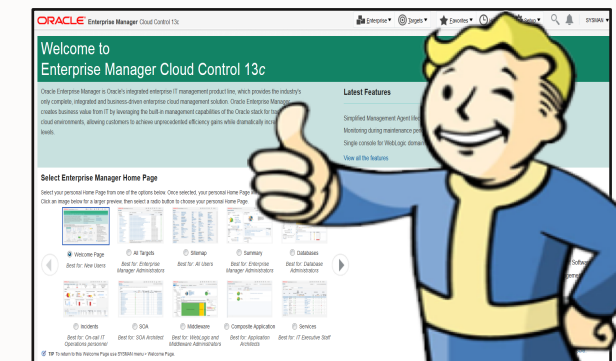 ORACLE Enterprise Manager Cloud Control 13c
Enterprise Targets Favorites SYSMAN
Welcome to
Enterprise Manager Cloud Control 13c
Oracle Enterprise Manager is Oracle's integrated enterprise IT management product line, which provides the industry's
only complete, integrated and business-driven enterprise cloud management solution. Oracle Enterprise Manager
creates business value from IT by leveraging the built-in management capabilities of the Oracle stack for
cloud environments, allowing customers to achieve unprecedented efficiency gains while dramatically
levels.
Latest Features
Simplified Management Agent
Monitoring during maintenance
Single console for WebLogic
View all the features
Select Enterprise Manager Home Page
Select your personal Home Page from one of the options below. Once selected, your personal Home Page
Click an image below for a larger preview, then select a radio button to choose your personal Home Page.
Welcome Page
Best for: New Users
All Targets
Best for: Enterprise
Manager Administrators
Sitemap
Best for: All Users
Summary
Best for: Enterprise
Manager Administrators
Databases
Best for: Database
Administrators
Incidents
Best for: On-call IT
Operations personnel
SOA
Best for: SOA Architect
Middleware
Best for: WebLogic and
Middleware Administrators
Composite Application
Best for: Application
Architects
Services
Best for: IT Executive Staff
TIP To return to this Welcome Page use SYSMAN menu > Welcome Page.